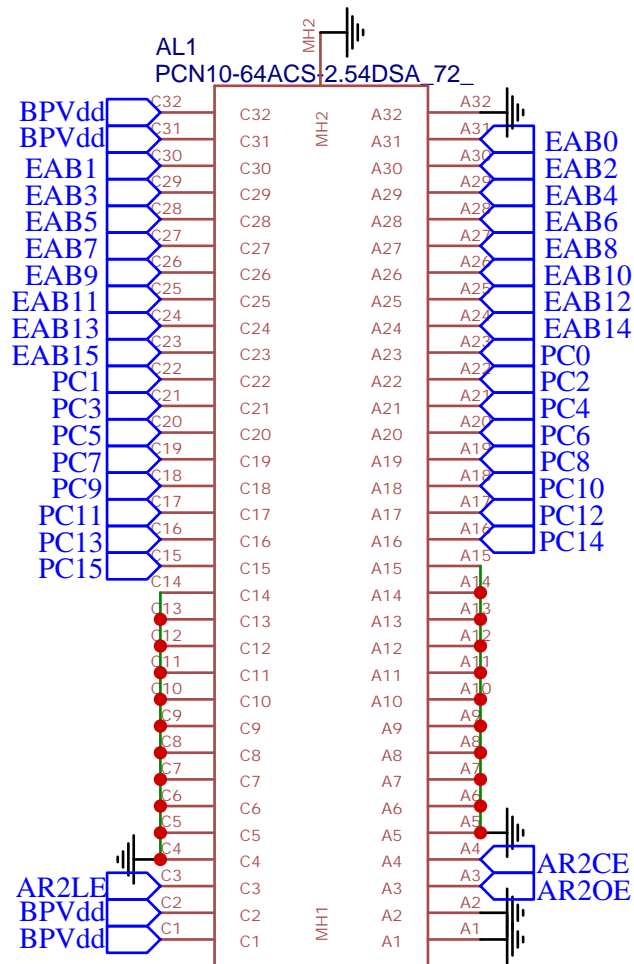 MH2
AL1
PCN10-64ACS-2.54DSA_72_
BPVdd C32 C32 MH2 A32 A32
BPVdd C31 C31 A31 A31 EAB0
EAB1 C30 C30 A30 A30 EAB2
EAB3 C29 C29 A29 A29 EAB4
EAB5 C28 C28 A28 A28 EAB6
EAB7 C27 C27 A27 A27 EAB8
EAB9 C26 C26 A26 A26 EAB10
EAB11 C25 C25 A25 A25 EAB12
EAB13 C24 C24 A24 A24 EAB14
EAB15 C23 C23 A23 A23 PC0
PC1 C22 C22 A22 A22 PC2
PC3 C21 C21 A21 A21 PC4
PC5 C20 C20 A20 A20 PC6
PC7 C19 C19 A19 A19 PC8
PC9 C18 C18 A18 A18 PC10
PC11 C17 C17 A17 A17 PC12
PC13 C16 C16 A16 A16 PC14
PC15 C15 C15 A15 A15
C14 C14 A14 A14
C13 C13 A13 A13
C12 C12 A12 A12
C11 C11 A11 A11
C10 C10 A10 A10
C9 C9 A9 A9
C8 C8 A8 A8
C7 C7 A7 A7
C6 C6 A6 A6
C5 C5 A5 A5
C4 C4 A4 A4 AR2CE
AR2LE C3 C3 A3 A3 AR2OE
BPVdd C2 C2 A2 A2
BPVdd C1 C1 MH1 A1 A1